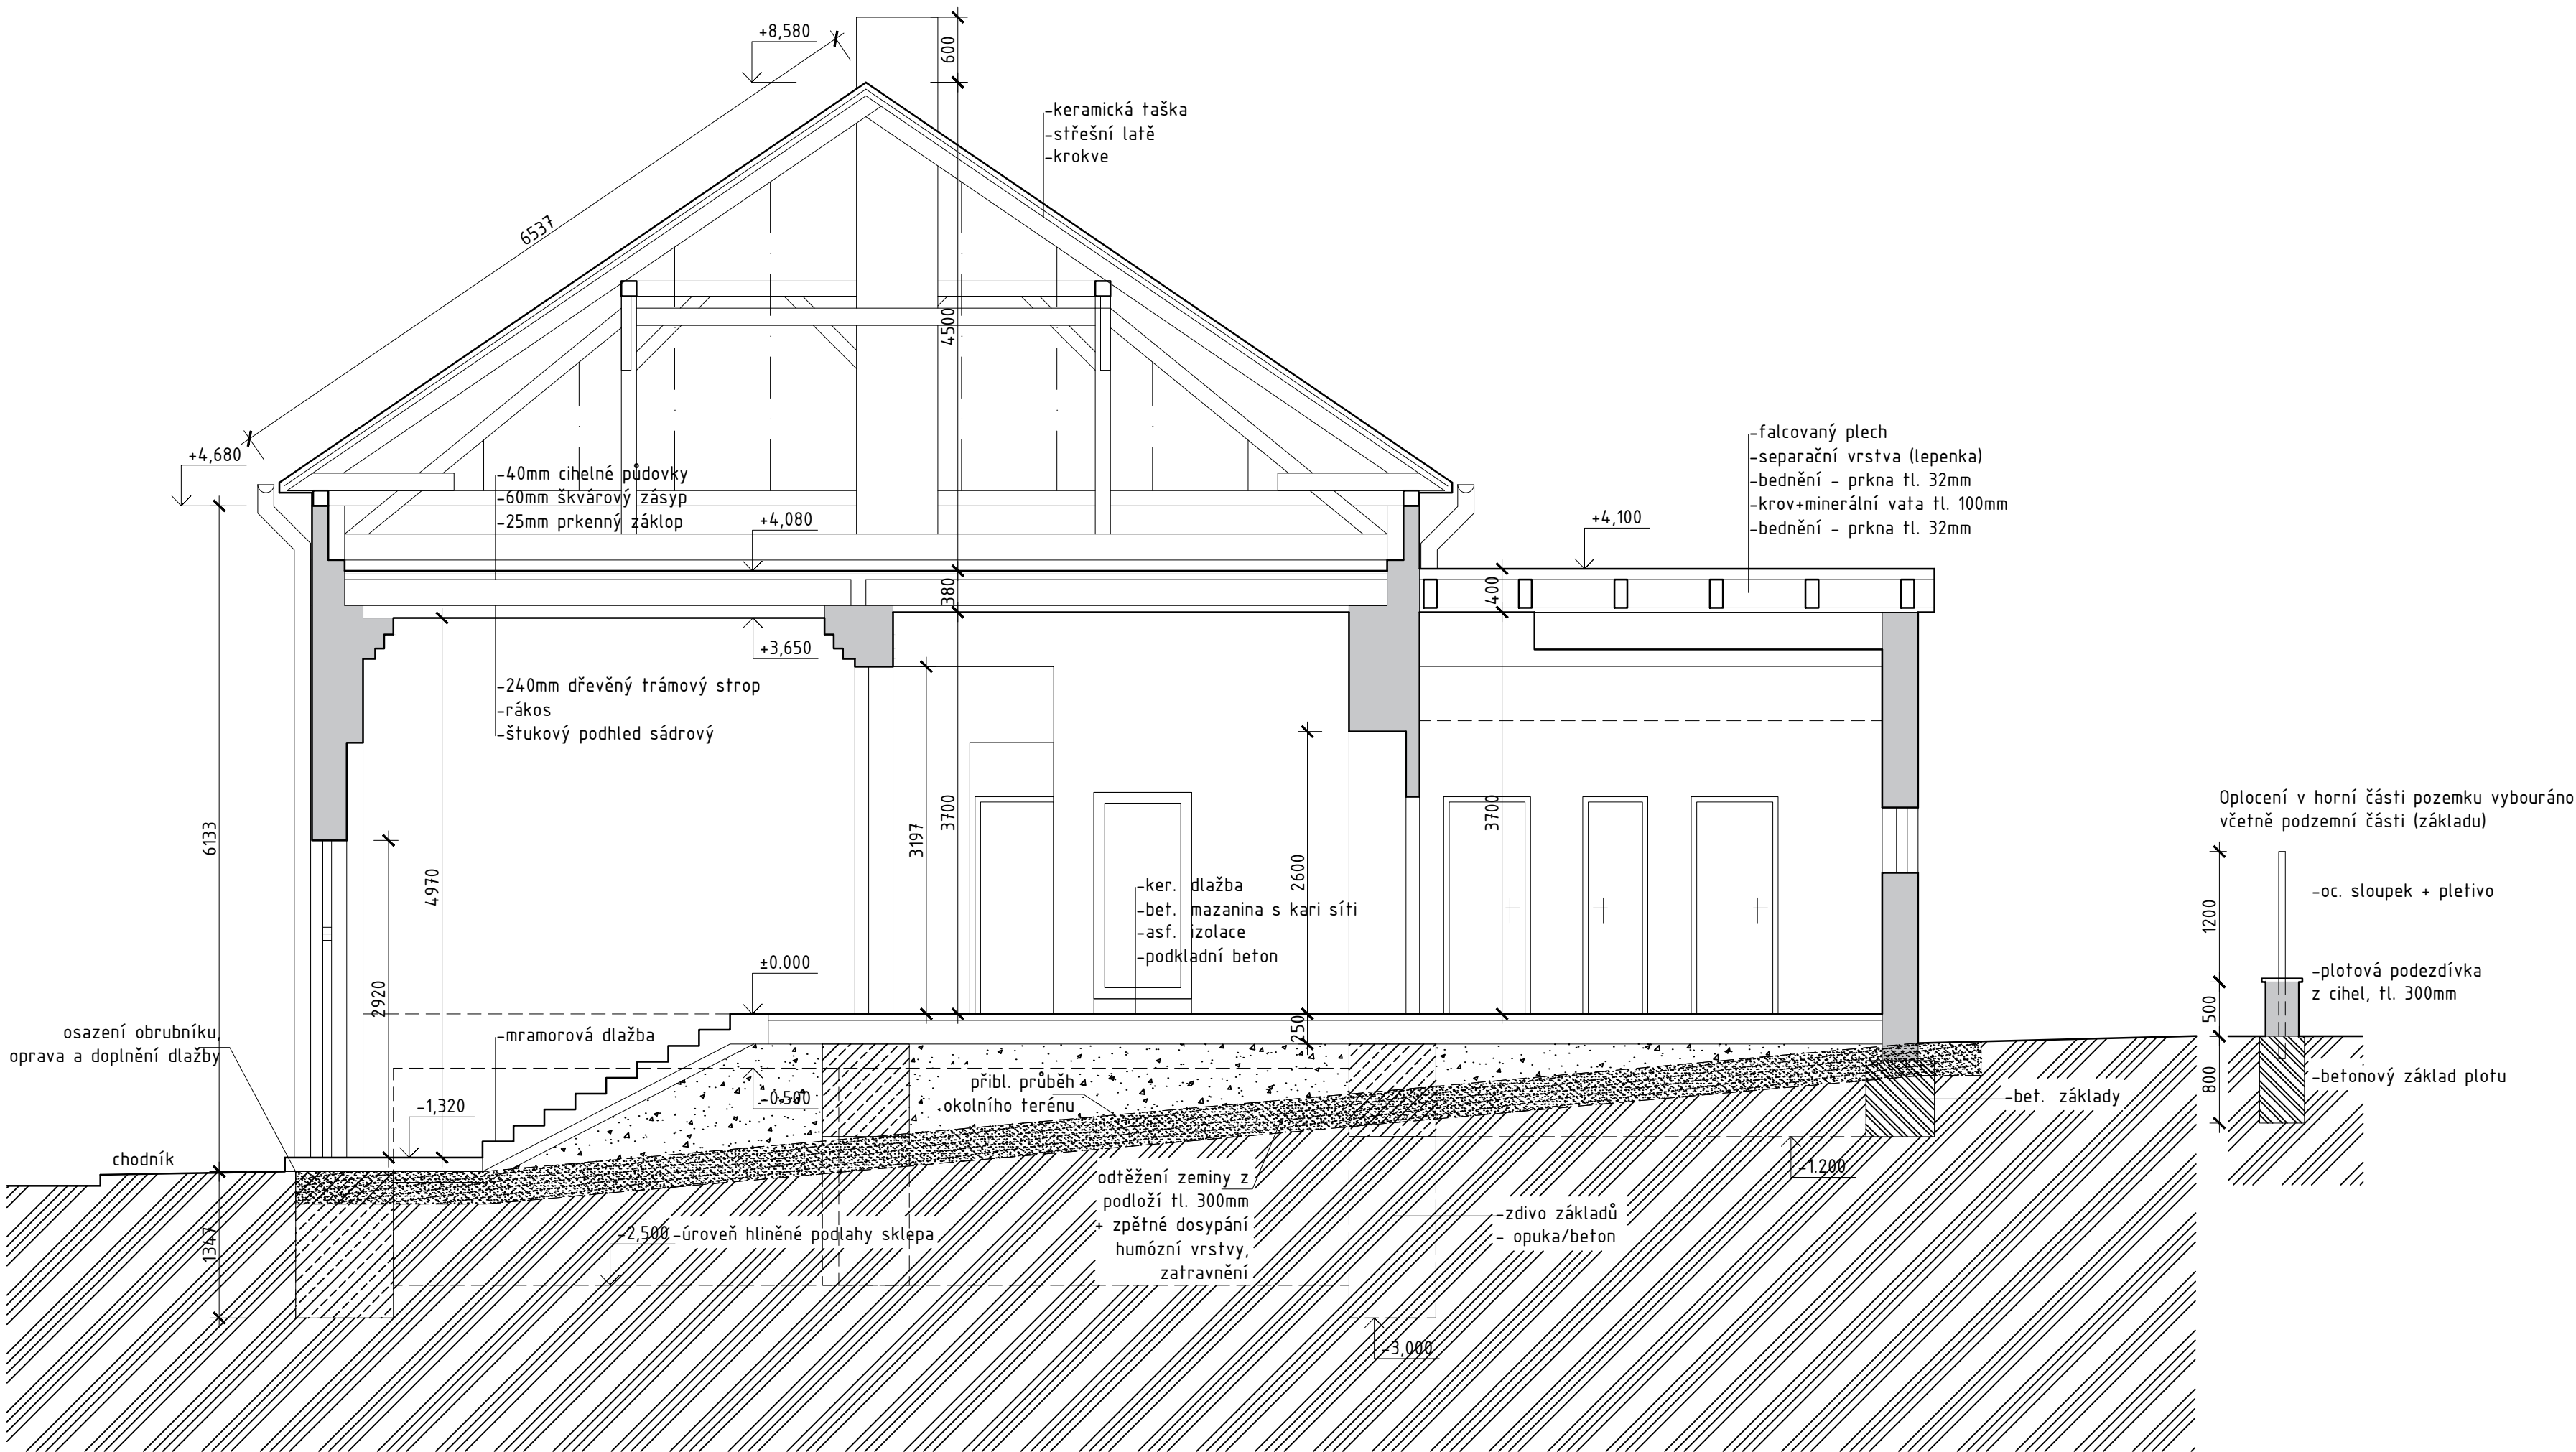 +8,580
600
-keramická taška
-střešní latě
-krokve
6537
4500
+4,680
-40mm cihelné půdovky
-60mm škvárový zásyp
-25mm prkenný záklop
+4,080
-falcovaný plech
-separační vrstva (lepenka)
-bednění - prkna tl. 32mm
-krov+minerální vata tl. 100mm
-bednění - prkna tl. 32mm
+4,100
380
400
+3,650
-240mm dřevěný trámový strop
-rákos
-štukový podhled sádrový
6133
4970
2920
3197
3700
2600
3700
-ker. dlažba
-bet. mazanina s kari síti
-asf. izolace
-podkladní beton
Oplocení v horní části pozemku vybouráno
včetně podzemní části (základu)
1200
-oc. sloupek + pletivo
-plotová podezdívka
z cihel, tl. 300mm
500
800
-betonový základ plotu
±0.000
250
osazení obrubníku,
oprava a doplnění dlažby
-mramorová dlažba
-1,320
-0.500
přibl. průběh
okolního terénu
-bet. základy
chodník
-1.200
odtěžení zeminy z
podloží tl. 300mm
+ zpětné dosypání
humózní vrstvy,
zatravnění
-zdivo základů
- opuka/beton
-2,500 -úroveň hliněné podlahy sklepa
1347
-3,000